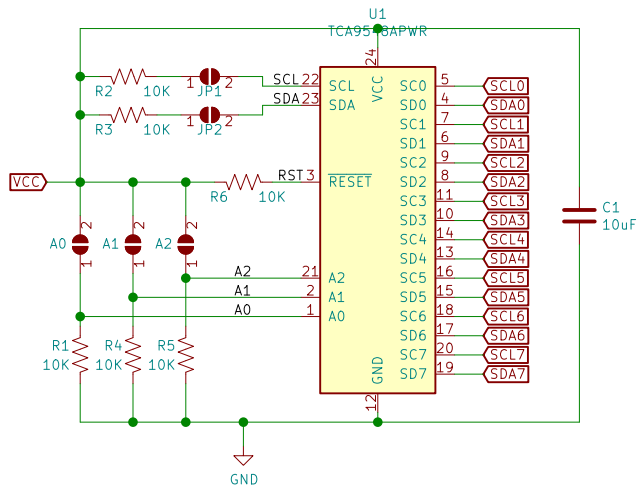 U1
TCA95 8APWR
24
VCC
R2 10K 1 JP1 2 SCL 22 SCL
R3 10K 1 JP2 2 SDA 23 SDA
SC0 5 SCL0
SD0 4 SDA0
SC1 7 SCL1
SD1 6 SDA1
SC2 9 SCL2
SD2 8 SDA2
SC3 11 SCL3
SD3 10 SDA3
SC4 14 SCL4
SD4 13 SDA4
SC5 16 SCL5
SD5 15 SDA5
SC6 18 SCL6
SD6 17 SDA6
SC7 20 SCL7
SD7 19 SDA7
VCC
R6 10K RST 3 RESET
A0 2 1
A1 2 1
A2 2 1
A2 21 A2
A1 2 A1
A0 1 A0
R1 10K
R4 10K
R5 10K
GND
12
C1
10uF
GND